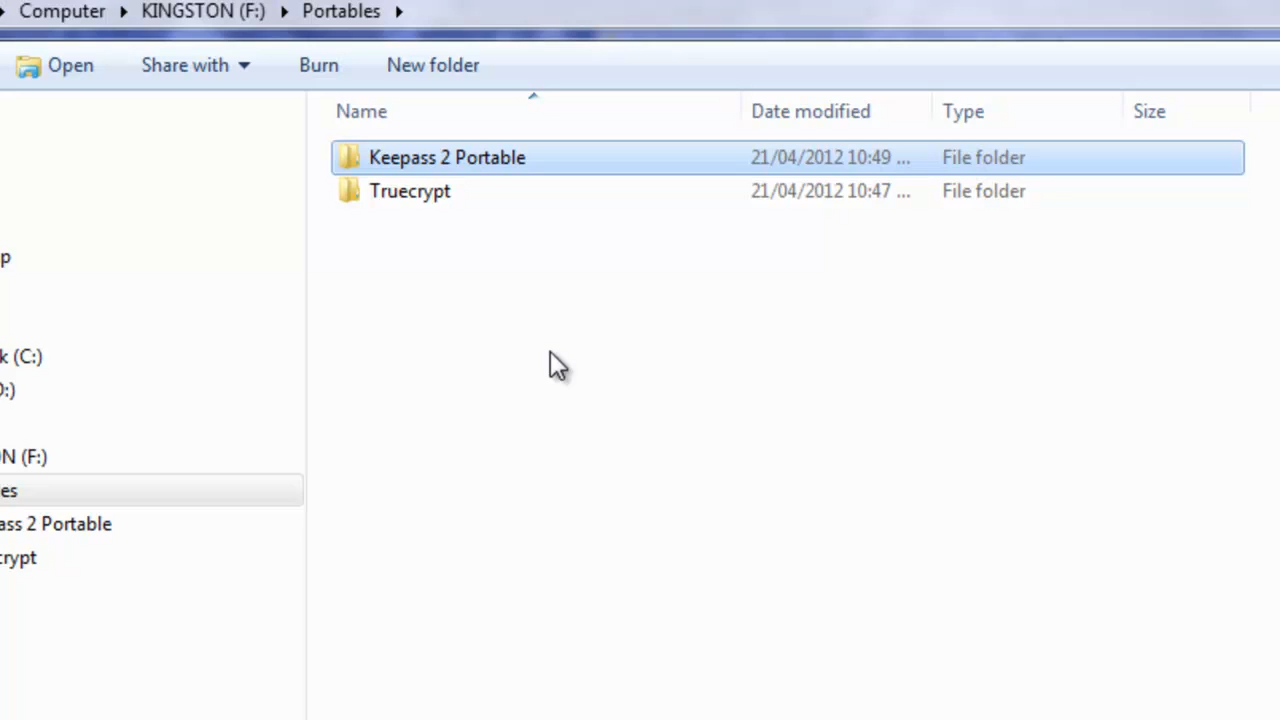 Computer KINGSTON (F:) Portables
Open Share with Burn New folder
Name Date modified Type Size
Keepass 2 Portable 21/04/2012 10:49 ... File folder
Truecrypt 21/04/2012 10:47 ... File folder
p
k (C:)
:)
N (F:)
es
ass 2 Portable
crypt